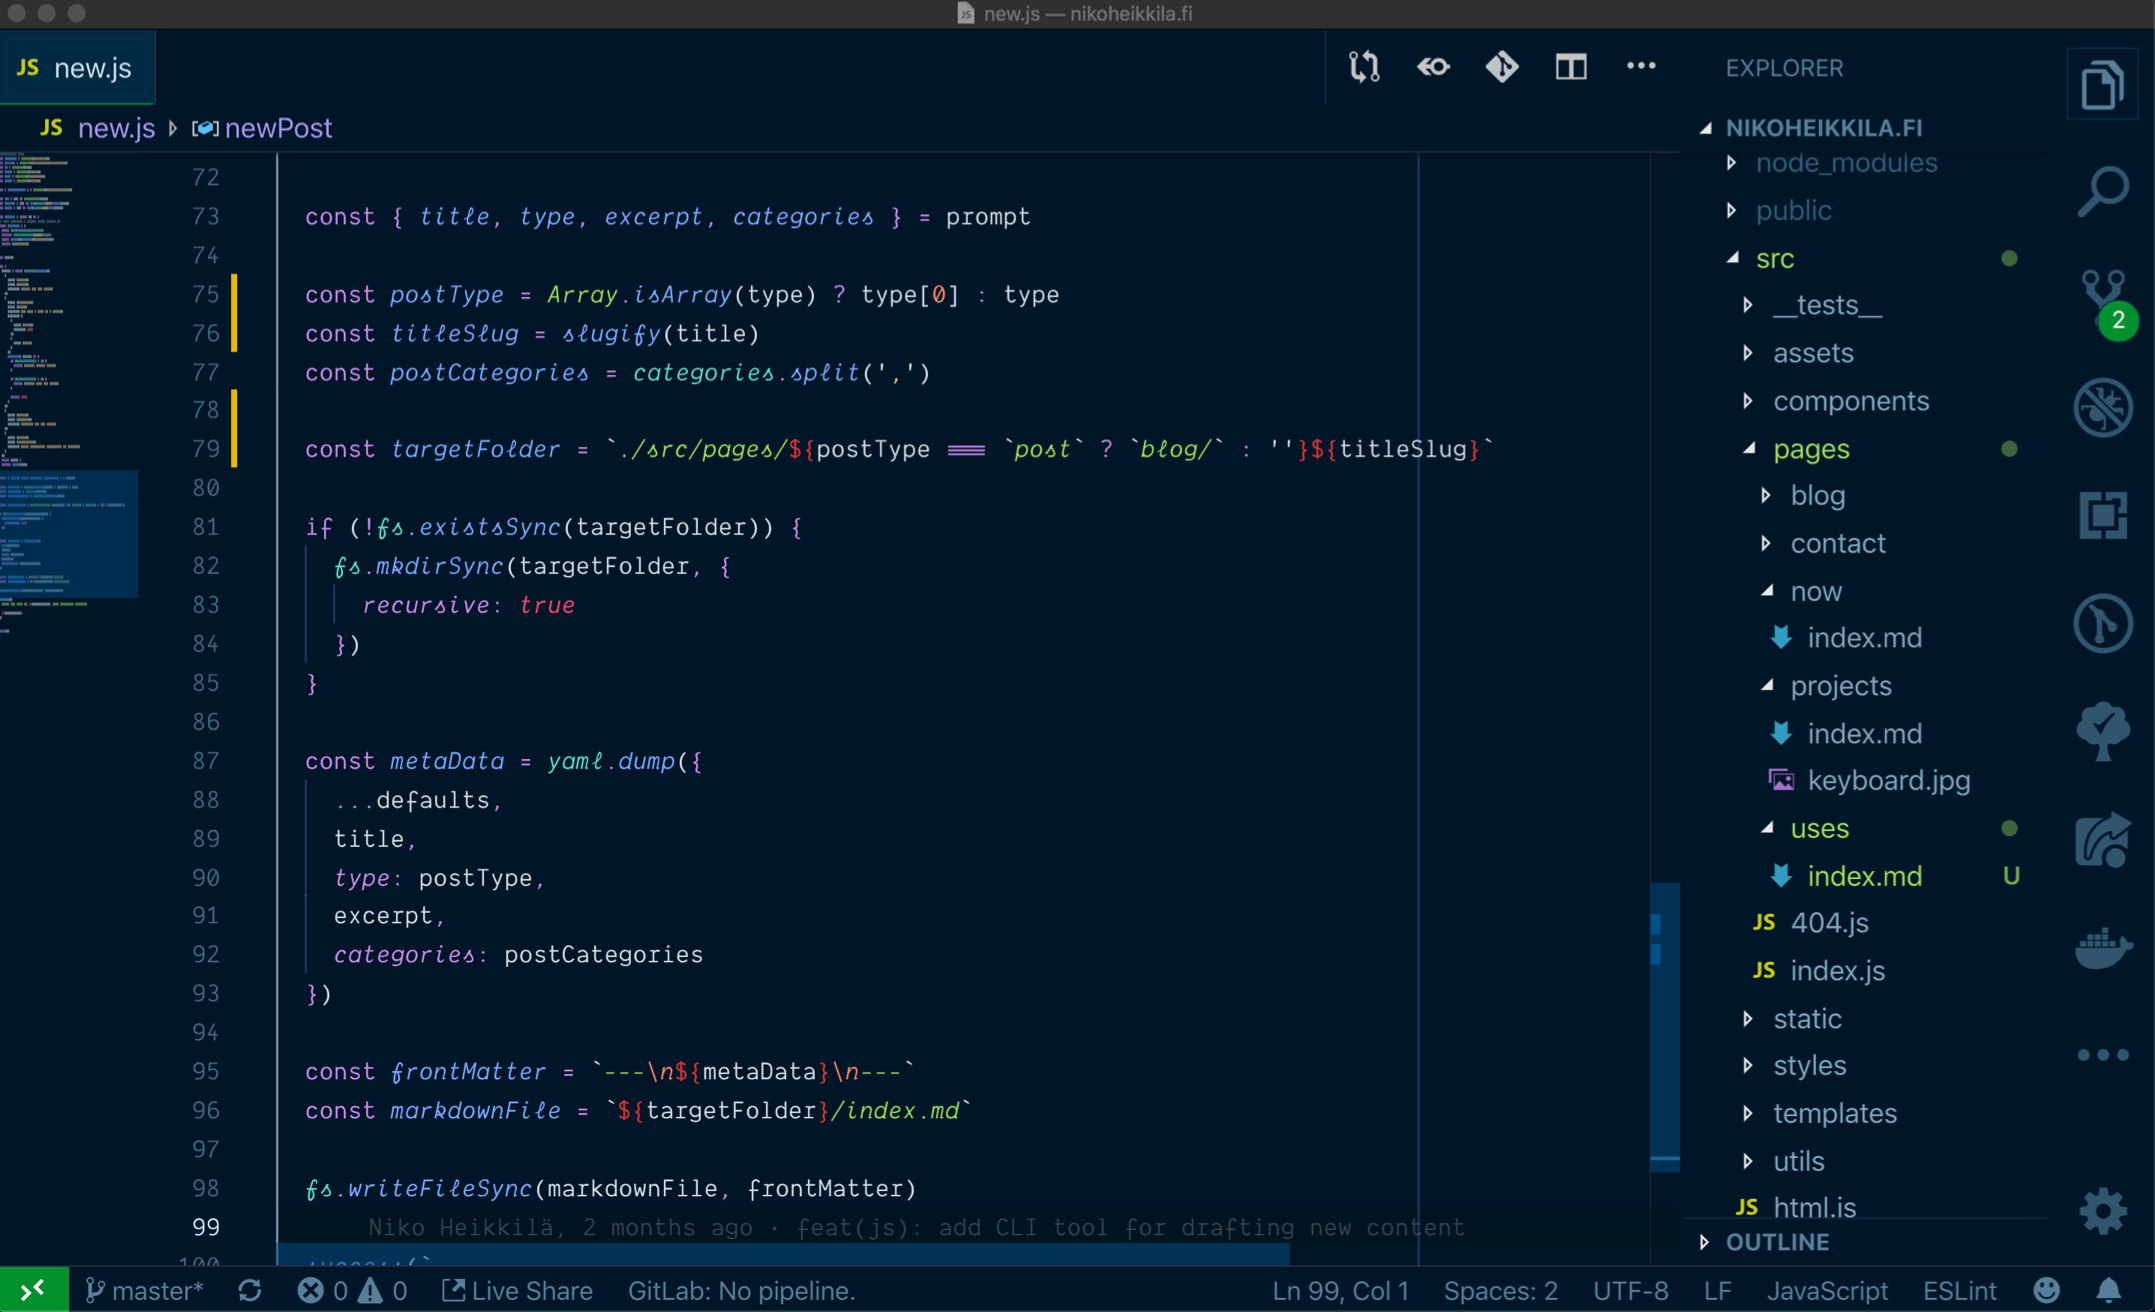 new.js — nikoheikkila.fi
JS new.js
JS new.js newPost
72
73 const { title, type, excerpt, categories } = prompt
74
75 const postType = Array.isArray(type) ? type[0] : type
76 const titleSlug = slugify(title)
77 const postCategories = categories.split(',')
78
79 const targetFolder = `./src/pages/${postType === `post` ? `blog/` : ''}${titleSlug}`
80
81 if (!fs.existsSync(targetFolder)) {
82 fs.mkdirSync(targetFolder, {
83 recursive: true
84 })
85 }
86
87 const metaData = yaml.dump({
88 ...defaults,
89 title,
90 type: postType,
91 excerpt,
92 categories: postCategories
93 })
94
95 const frontMatter = `---\n${metaData}\n---`
96 const markdownFile = `${targetFolder}/index.md`
97
98 fs.writeFileSync(markdownFile, frontMatter)
99 Niko Heikkilä, 2 months ago · feat(js): add CLI tool for drafting new content
100 success(`
EXPLORER
NIKOHEIKKILA.FI
node_modules
public
src
__tests__
assets
components
pages
blog
contact
now
index.md
projects
index.md
keyboard.jpg
uses
index.md U
JS 404.js
JS index.js
static
styles
templates
utils
JS html.js
OUTLINE
2
master* 0 0 Live Share GitLab: No pipeline. Ln 99, Col 1 Spaces: 2 UTF-8 LF JavaScript ESLint